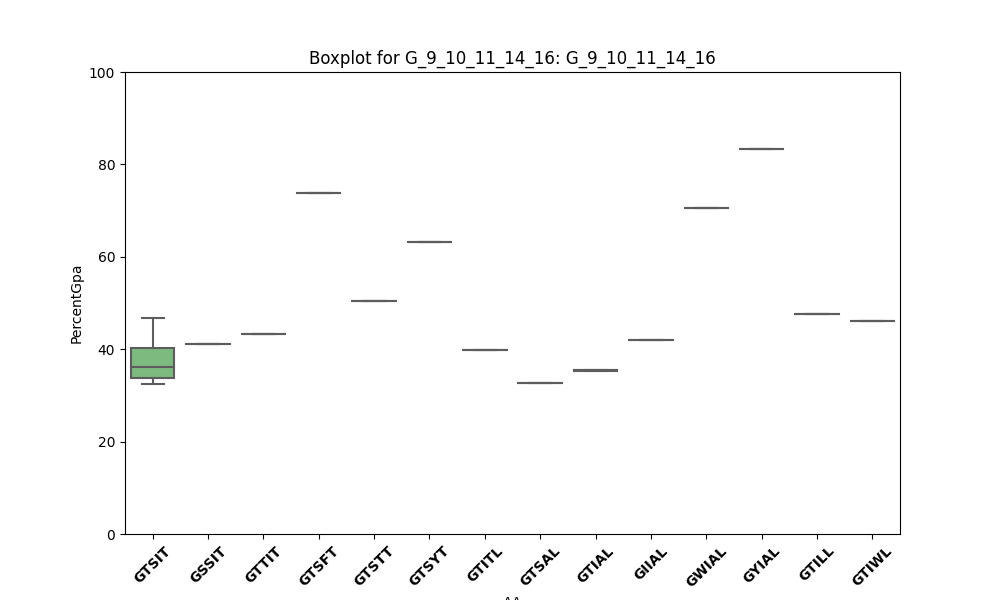 Boxplot for G_9_10_11_14_16: G_9_10_11_14_16
PercentGpa
100
80
60
40
20
0
GTSIT GSSIT GTTIT GTSFT GTSTT GTSYT GTITL GTSAL GTIAL GIIAL GWIAL GYIAL GTILL GTIWL